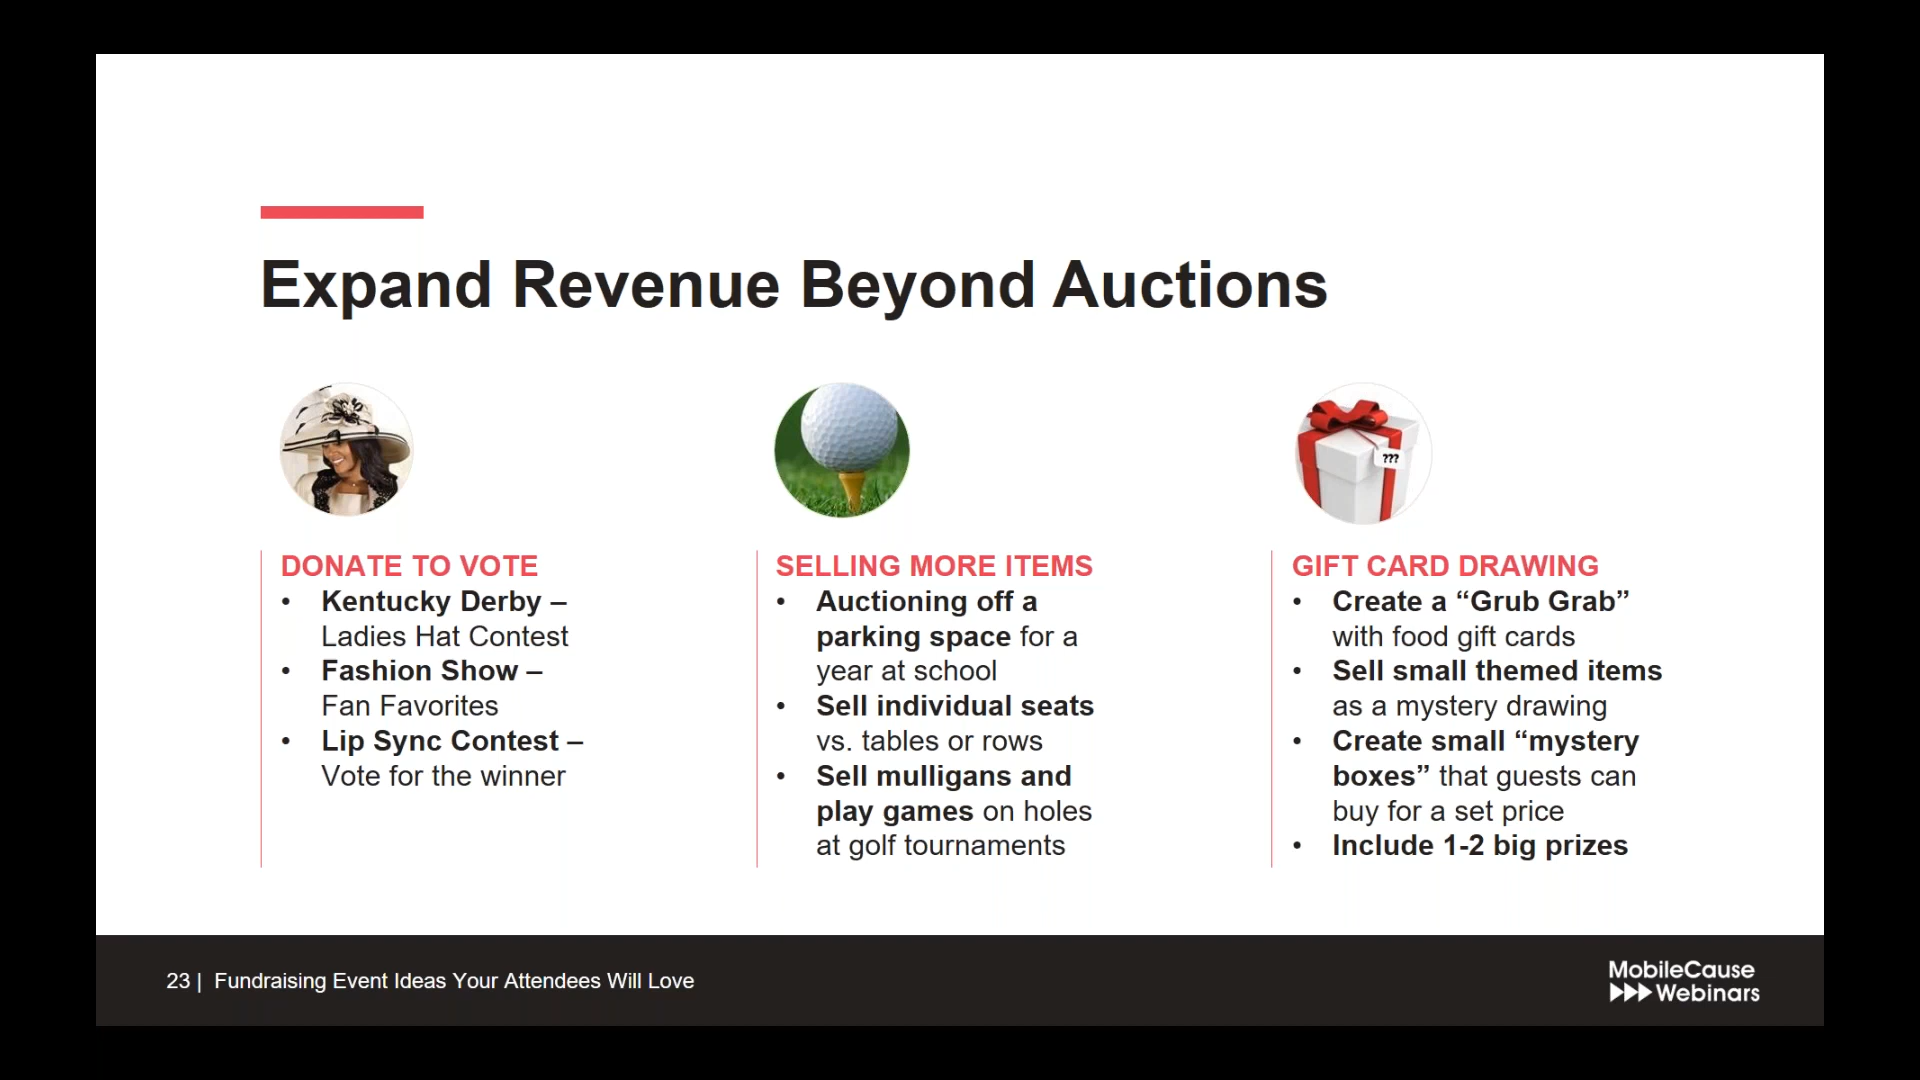 Expand Revenue Beyond Auctions
???
DONATE TO VOTE
• Kentucky Derby –
Ladies Hat Contest
• Fashion Show –
Fan Favorites
• Lip Sync Contest –
Vote for the winner
SELLING MORE ITEMS
• Auctioning off a
parking space for a
year at school
• Sell individual seats
vs. tables or rows
• Sell mulligans and
play games on holes
at golf tournaments
GIFT CARD DRAWING
• Create a “Grub Grab”
with food gift cards
• Sell small themed items
as a mystery drawing
• Create small “mystery
boxes” that guests can
buy for a set price
• Include 1-2 big prizes
23 | Fundraising Event Ideas Your Attendees Will Love
MobileCause
Webinars